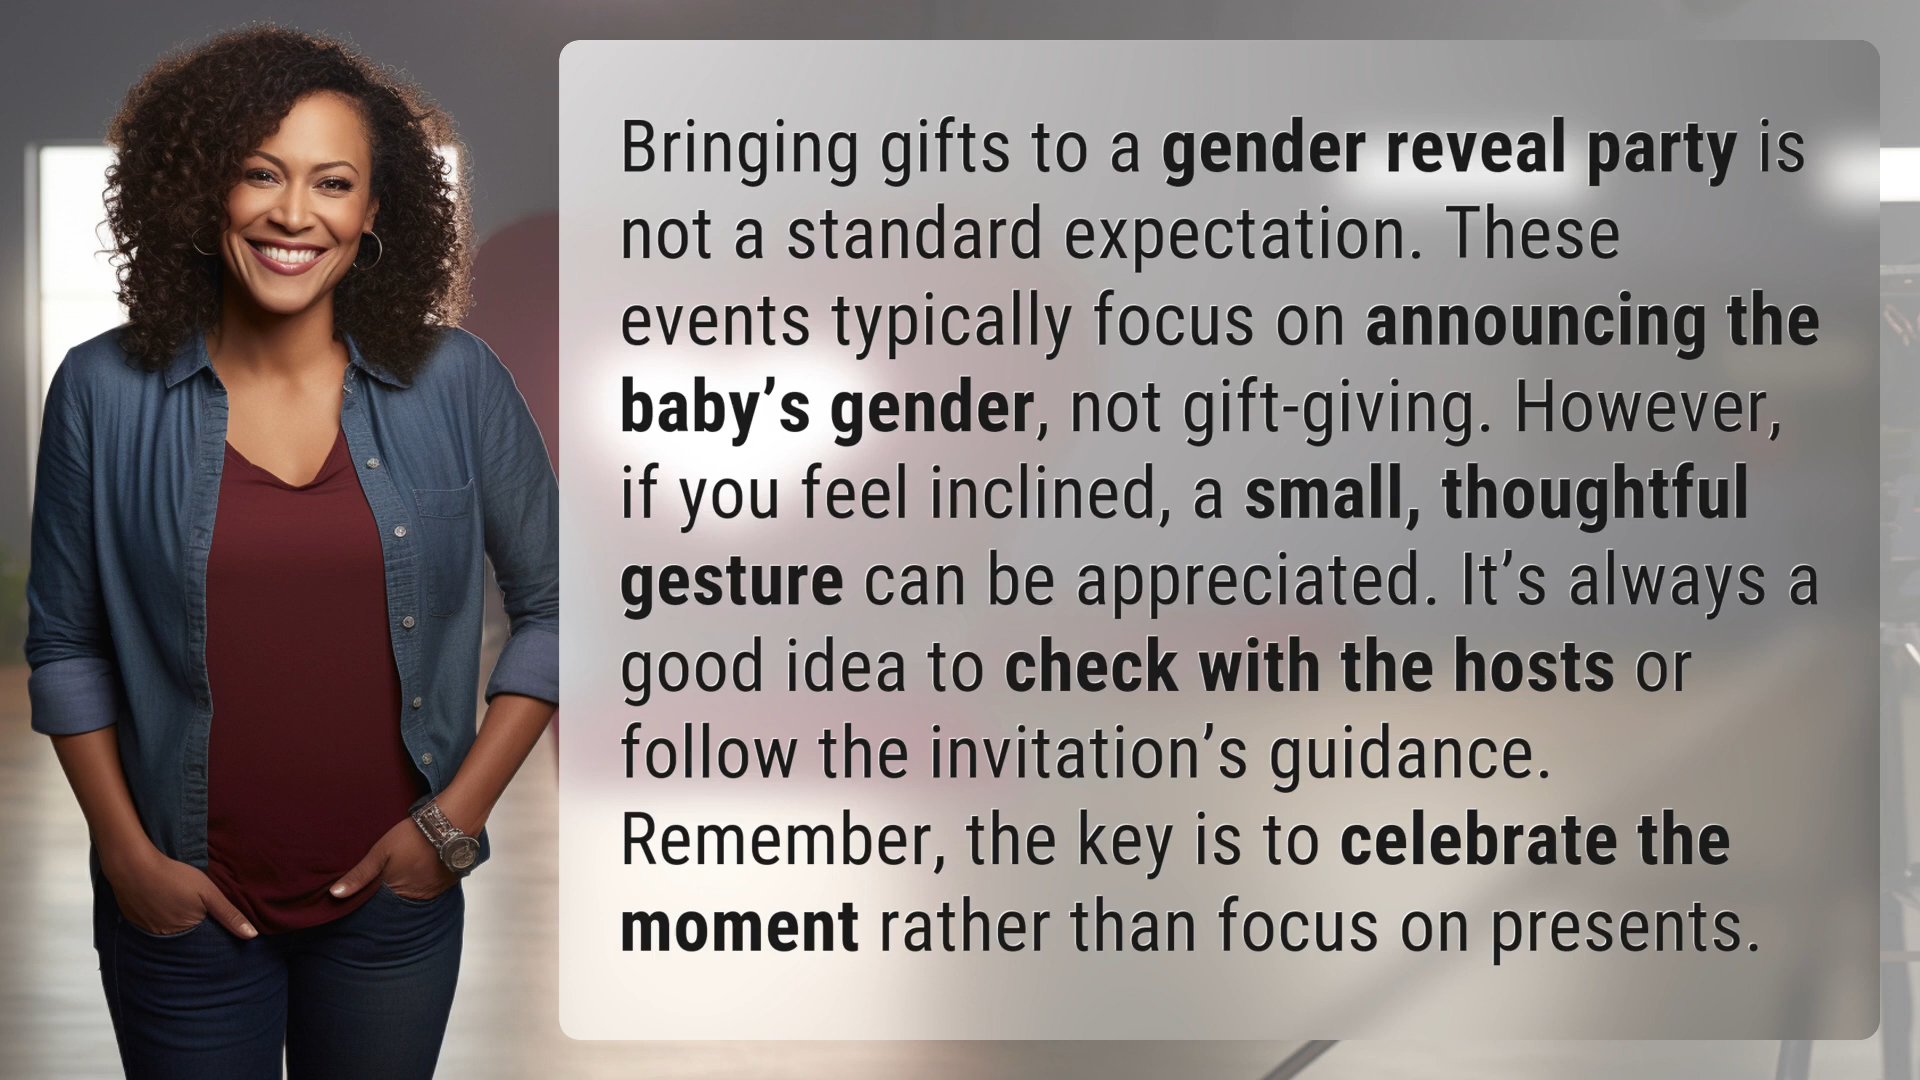 Bringing gifts to a gender reveal party is
not a standard expectation. These
events typically focus on announcing the
baby’s gender, not gift-giving. However,
if you feel inclined, a small, thoughtful
gesture can be appreciated. It’s always a
good idea to check with the hosts or
follow the invitation’s guidance.
Remember, the key is to celebrate the
moment rather than focus on presents.